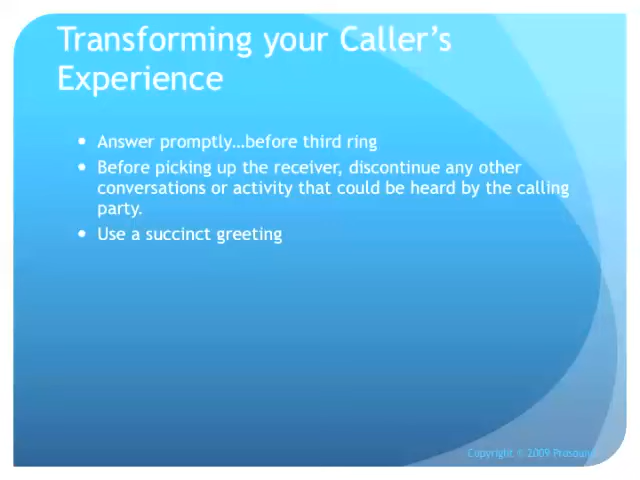 Transforming your Caller’s
Experience
• Answer promptly…before third ring
• Before picking up the receiver, discontinue any other
conversations or activity that could be heard by the calling
party.
• Use a succinct greeting
Copyright © 2009